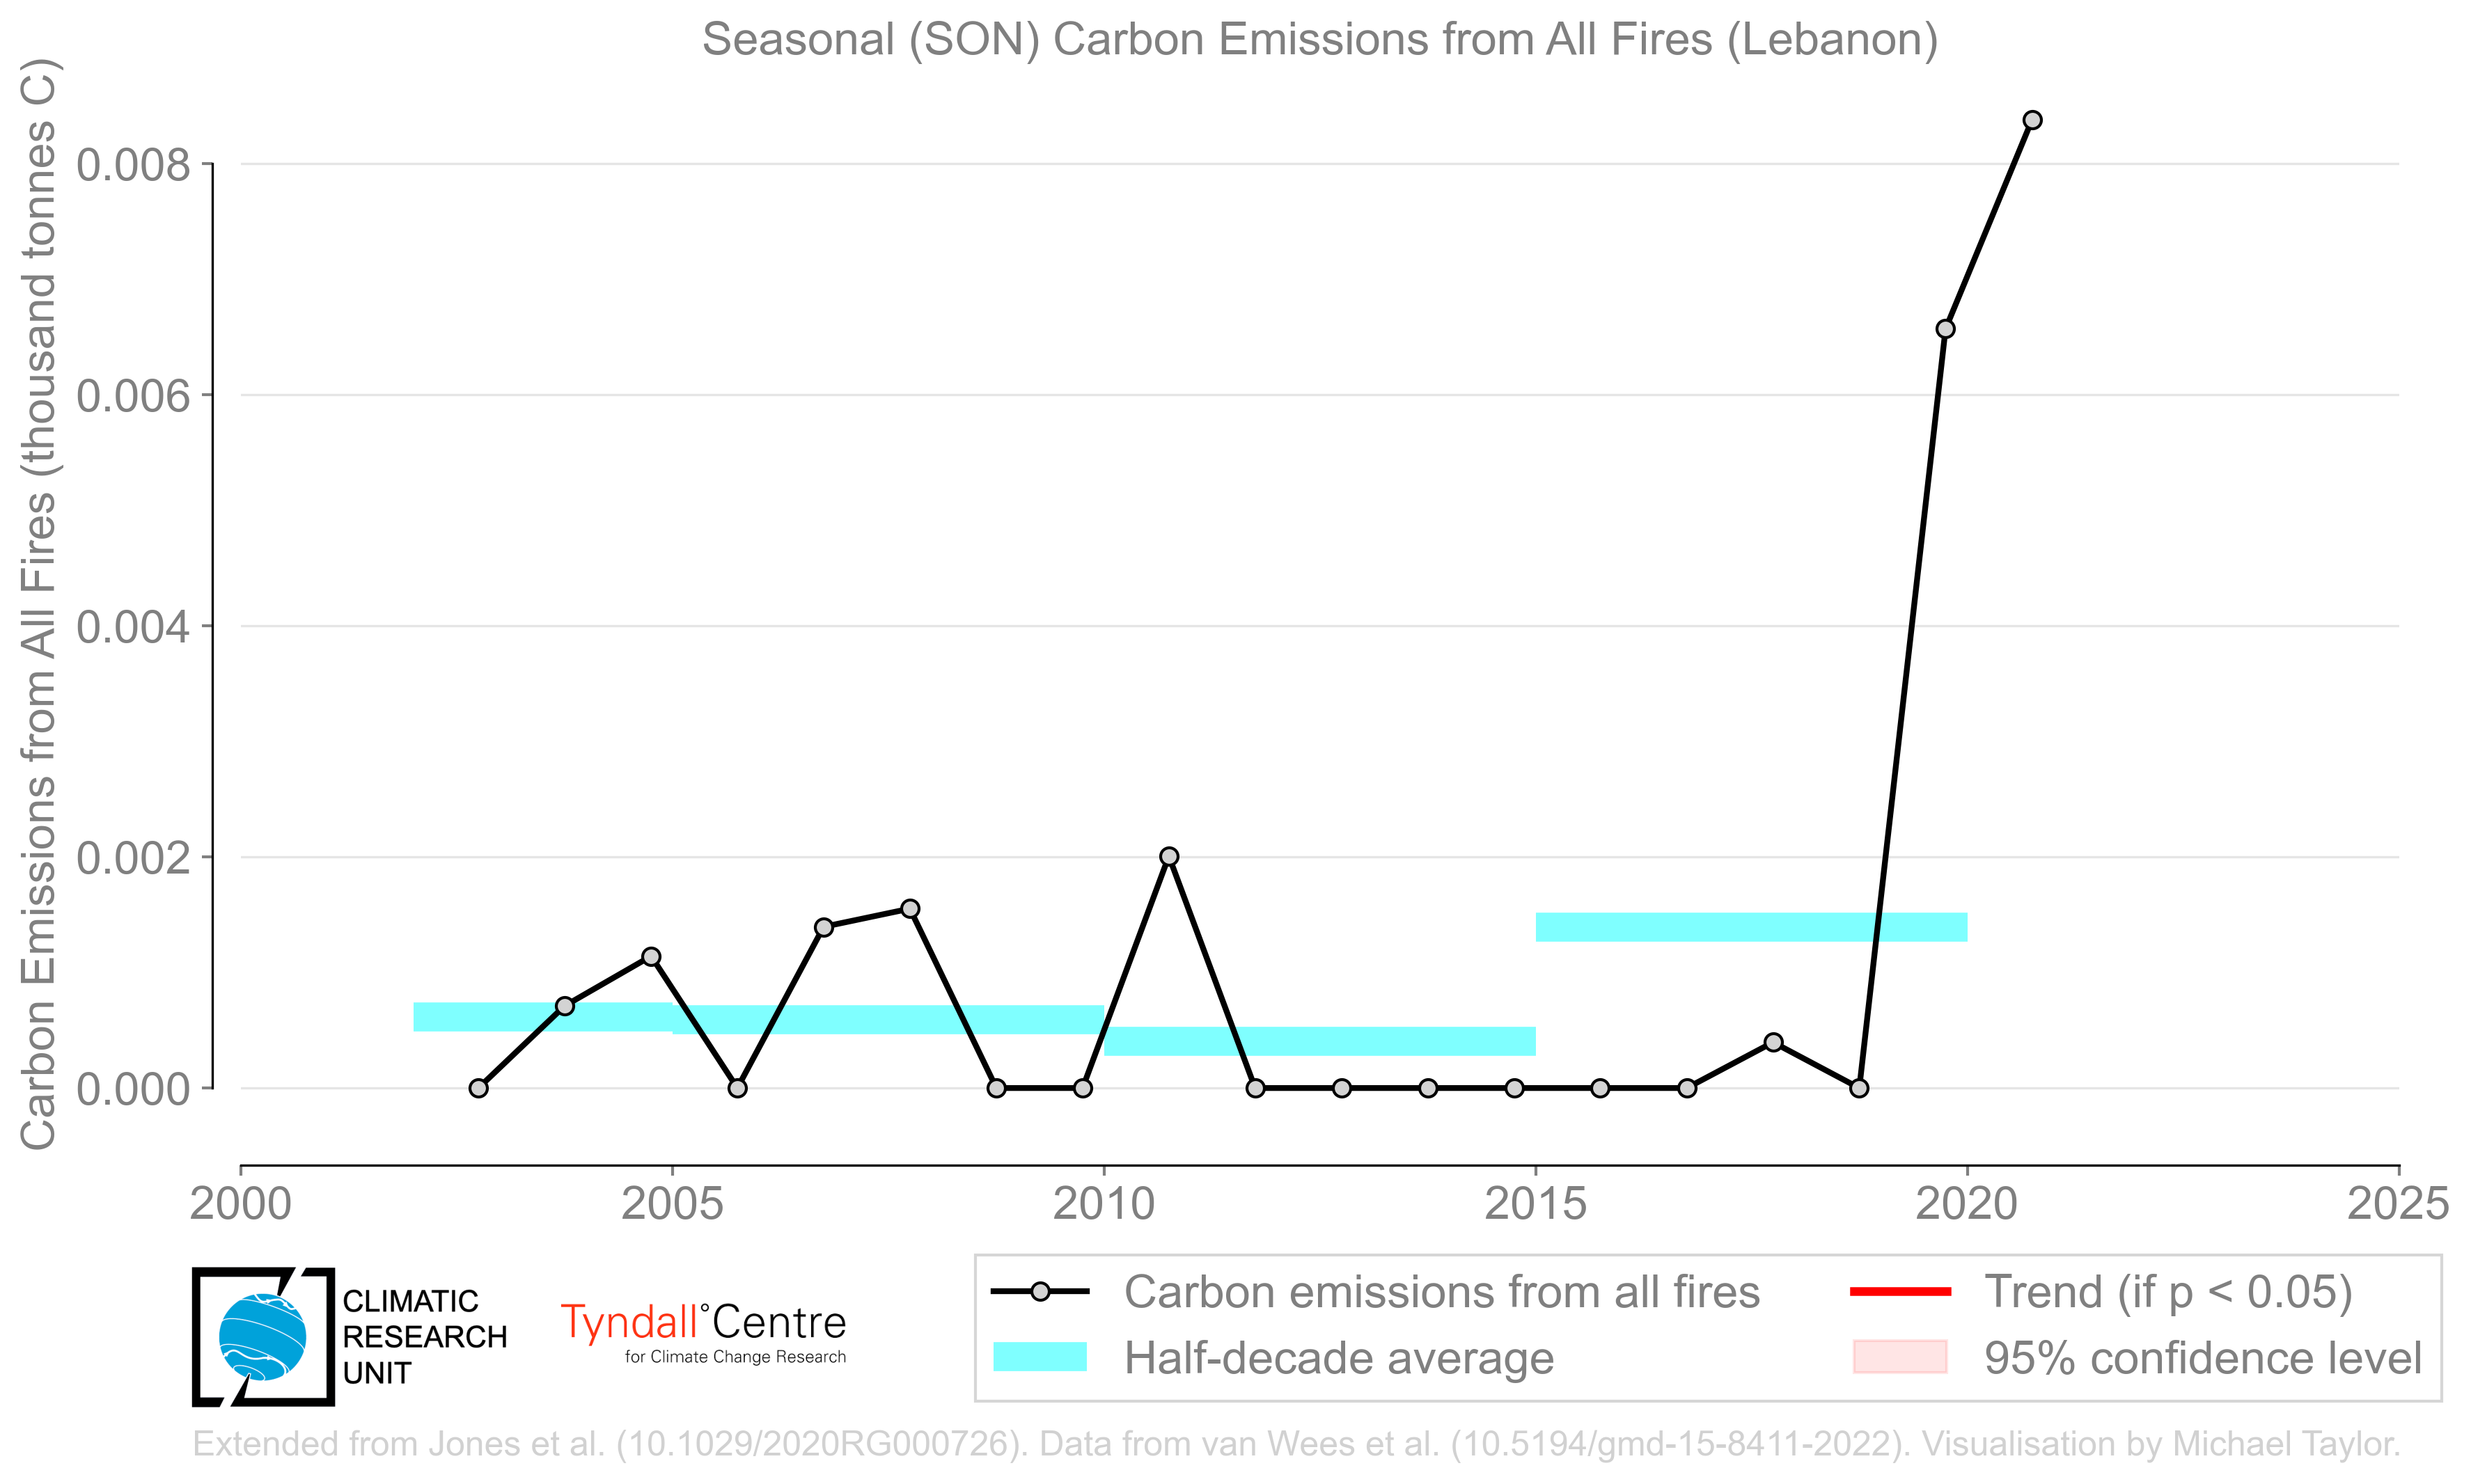 Seasonal (SON) Carbon Emissions from All Fires (Lebanon)
Carbon Emissions from All Fires (thousand tonnes C)
0.008
0.006
0.004
0.002
0.000
2000
2005
2010
2015
2020
2025
CLIMATIC
RESEARCH
UNIT
Tyndall°Centre
for Climate Change Research
Carbon emissions from all fires
Half-decade average
Trend (if p < 0.05)
95% confidence level
Extended from Jones et al. (10.1029/2020RG000726). Data from van Wees et al. (10.5194/gmd-15-8411-2022). Visualisation by Michael Taylor.